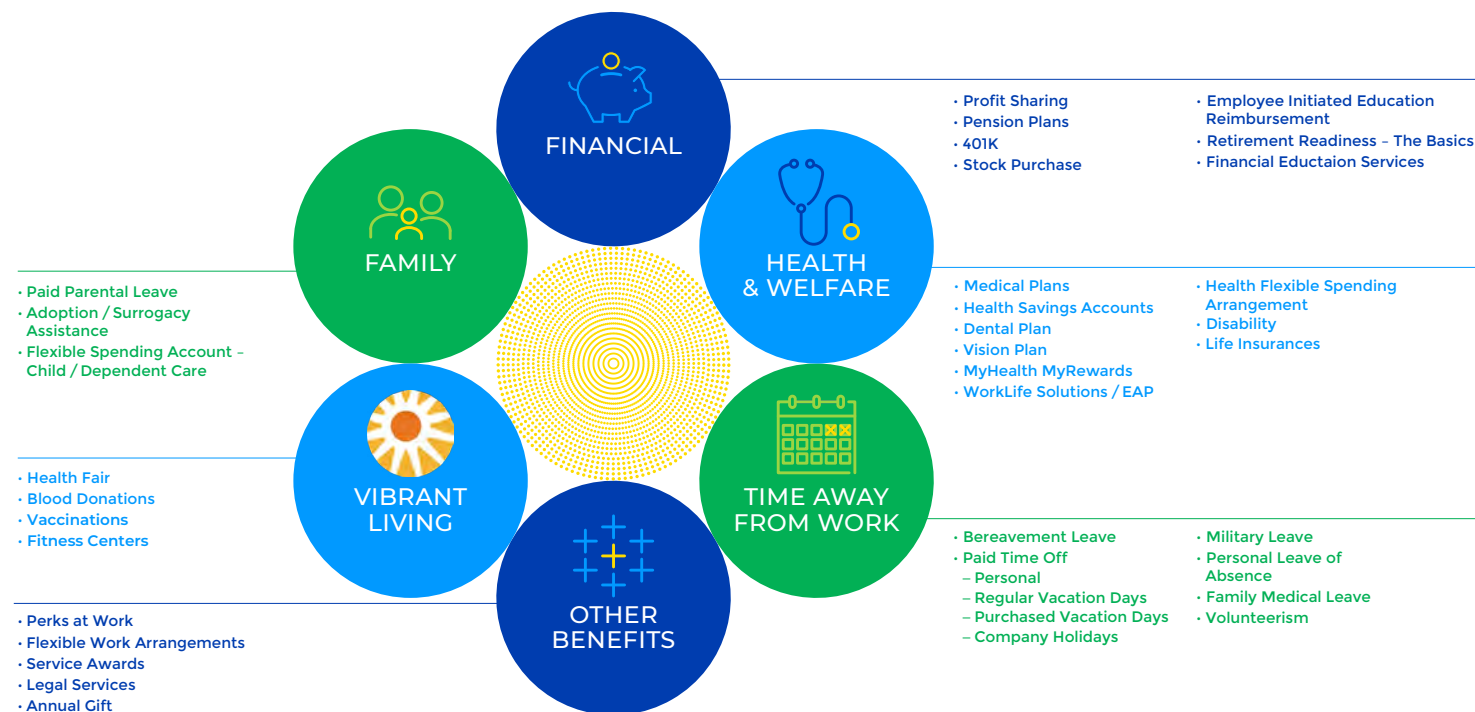 FINANCIAL
• Profit Sharing
• Pension Plans
• 401K
• Stock Purchase
• Employee Initiated Education
Reimbursement
• Retirement Readiness – The Basics
• Financial Eductaion Services
HEALTH
& WELFARE
• Medical Plans
• Health Savings Accounts
• Dental Plan
• Vision Plan
• MyHealth MyRewards
• WorkLife Solutions / EAP
• Health Flexible Spending
Arrangement
• Disability
• Life Insurances
TIME AWAY
FROM WORK
• Bereavement Leave
• Paid Time Off
– Personal
– Regular Vacation Days
– Purchased Vacation Days
– Company Holidays
• Military Leave
• Personal Leave of
Absence
• Family Medical Leave
• Volunteerism
OTHER
BENEFITS
• Perks at Work
• Flexible Work Arrangements
• Service Awards
• Legal Services
• Annual Gift
VIBRANT
LIVING
• Health Fair
• Blood Donations
• Vaccinations
• Fitness Centers
FAMILY
• Paid Parental Leave
• Adoption / Surrogacy
Assistance
• Flexible Spending Account –
Child / Dependent Care